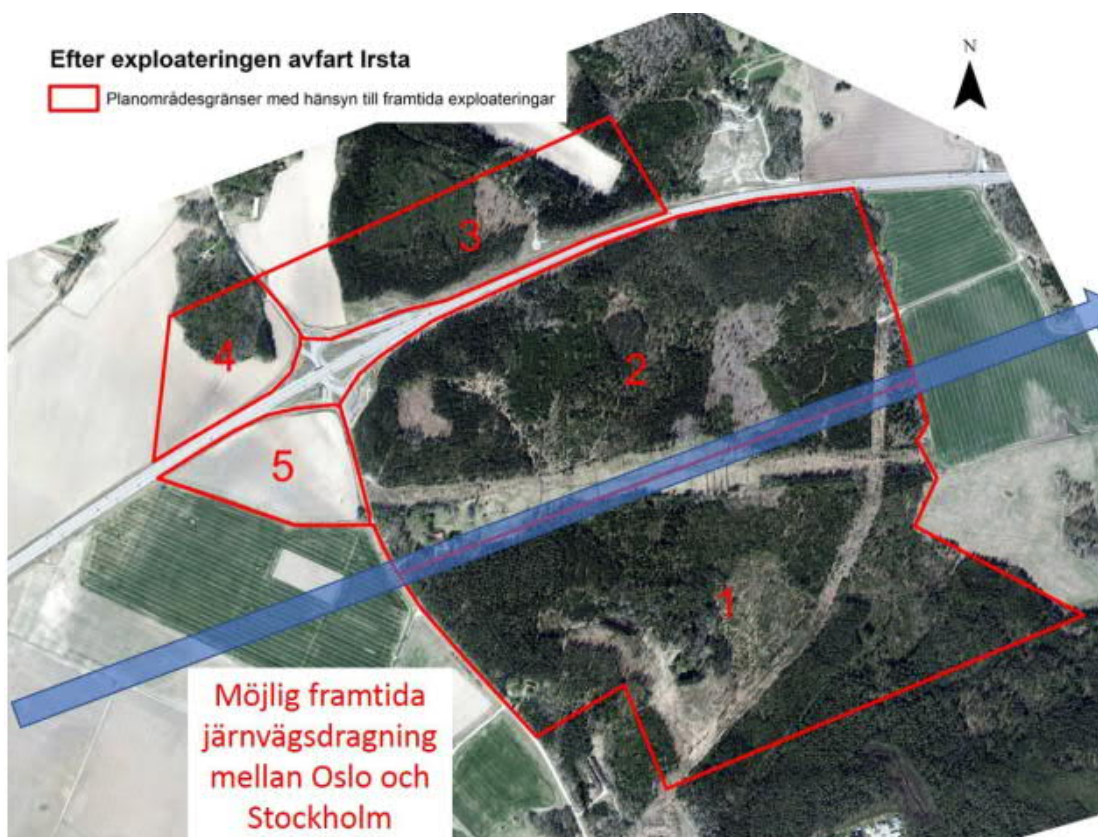 Efter exploateringen avfart Irsta
Planområdesgränser med hänsyn till framtida exploateringar
N
3
4
2
5
1
Möjlig framtida
järnvägsdragning
mellan Oslo och
Stockholm